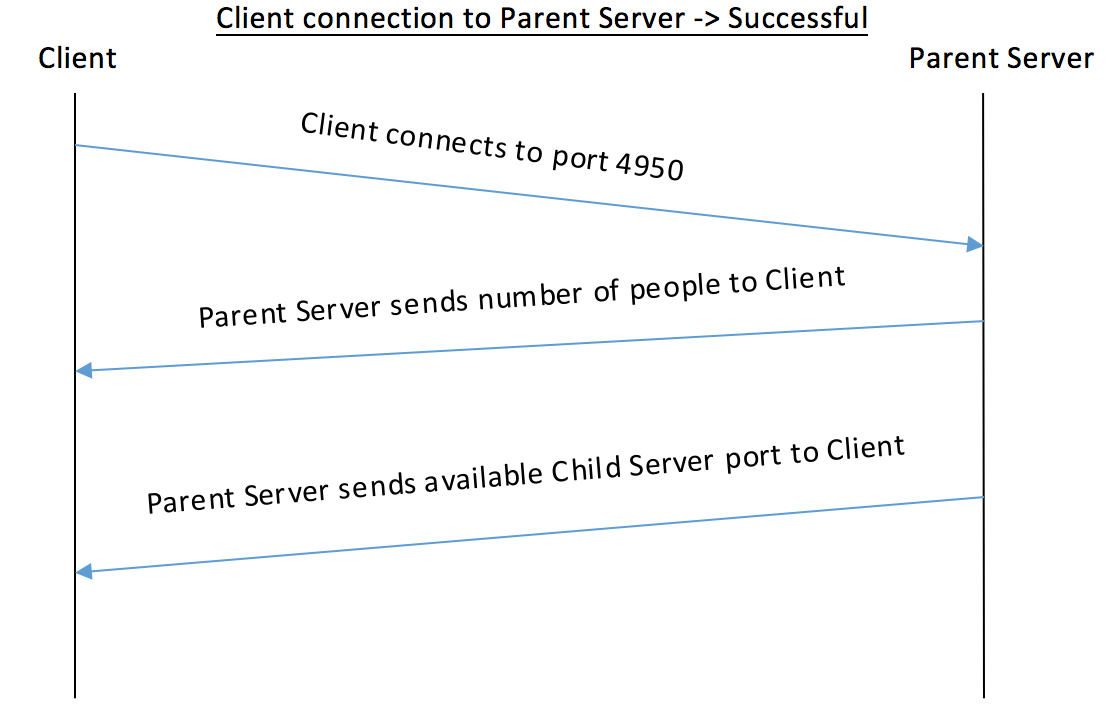 Client connection to Parent Server -> Successful
Client
Parent Server
Client connects to port 4950
Parent Server sends number of people to Client
Parent Server sends available Child Server port to Client